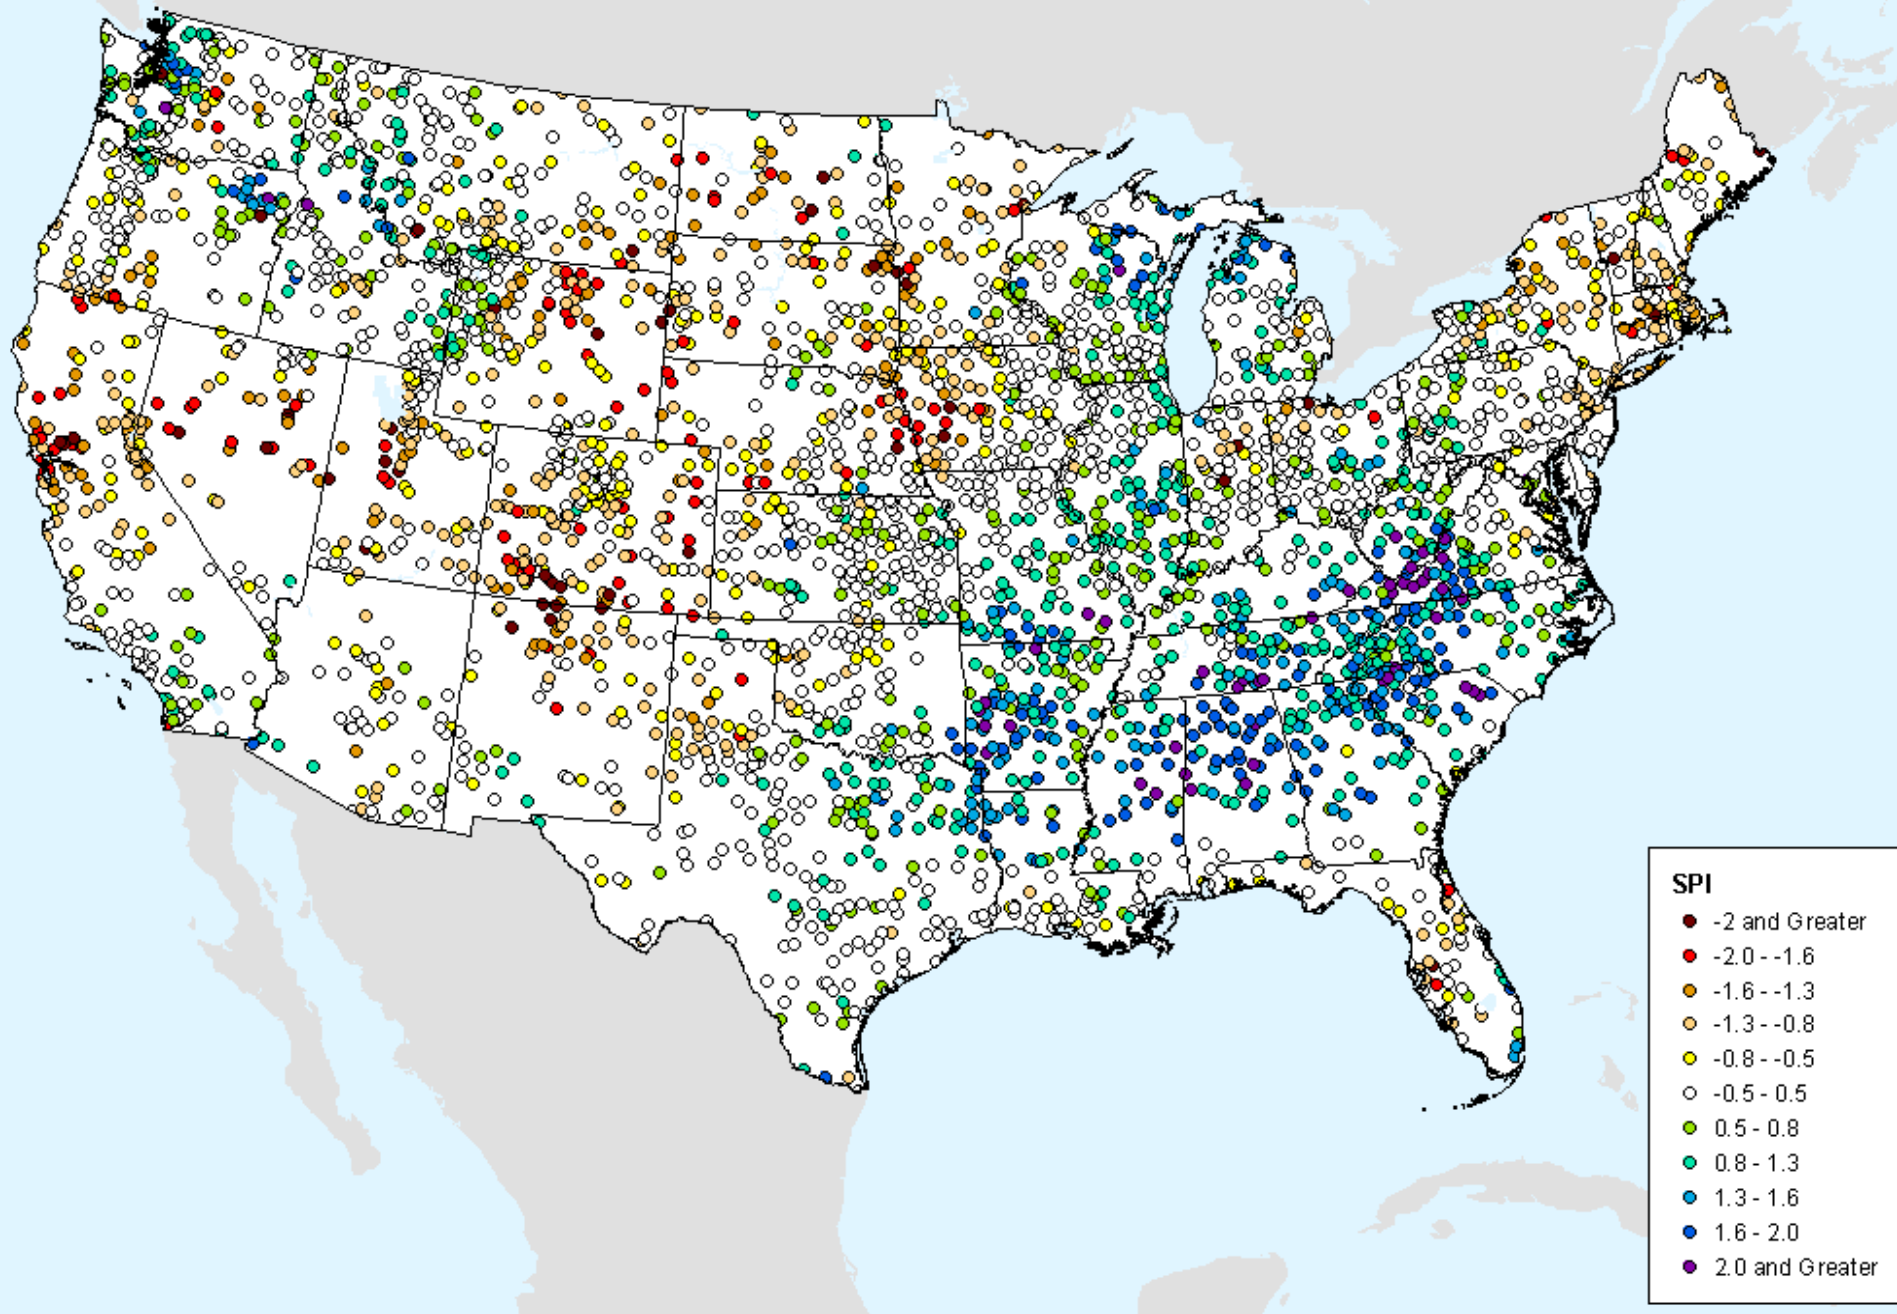 SPI
-2 and Greater
-2.0 - -1.6
-1.6 - -1.3
-1.3 - -0.8
-0.8 - -0.5
-0.5 - 0.5
0.5 - 0.8
0.8 - 1.3
1.3 - 1.6
1.6 - 2.0
2.0 and Greater